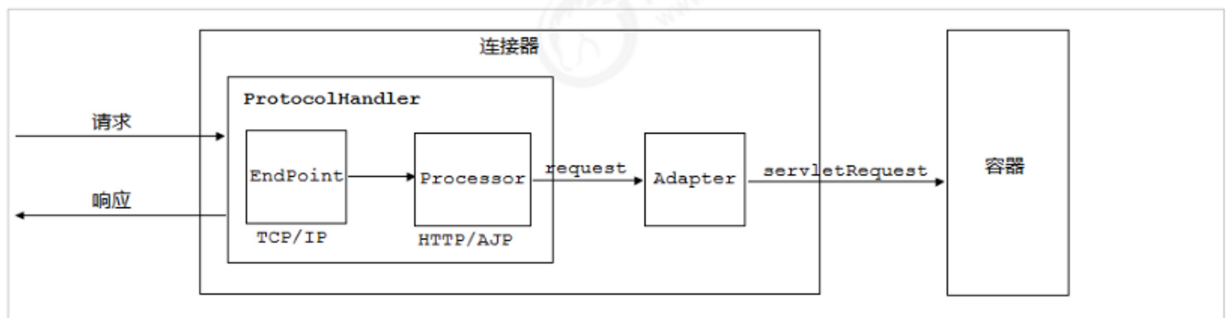 连接器
ProtocolHandler
请求
EndPoint
Processor
request
Adapter
servletRequest
容器
响应
TCP/IP
HTTP/AJP